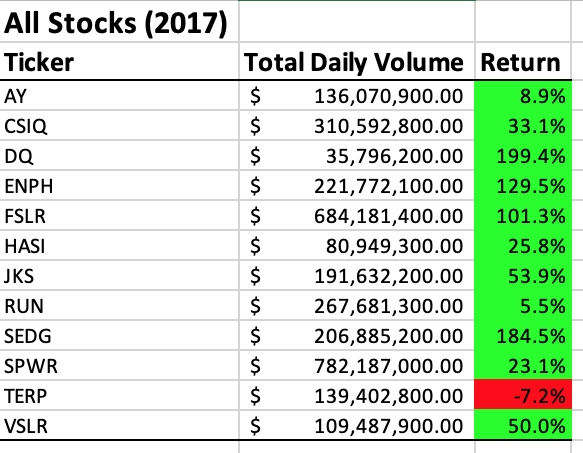 All Stocks (2017)
Ticker Total Daily Volume Return
AY $ 136,070,900.00 8.9%
CSIQ $ 310,592,800.00 33.1%
DQ $ 35,796,200.00 199.4%
ENPH $ 221,772,100.00 129.5%
FSLR $ 684,181,400.00 101.3%
HASI $ 80,949,300.00 25.8%
JKS $ 191,632,200.00 53.9%
RUN $ 267,681,300.00 5.5%
SEDG $ 206,885,200.00 184.5%
SPWR $ 782,187,000.00 23.1%
TERP $ 139,402,800.00 -7.2%
VSLR $ 109,487,900.00 50.0%